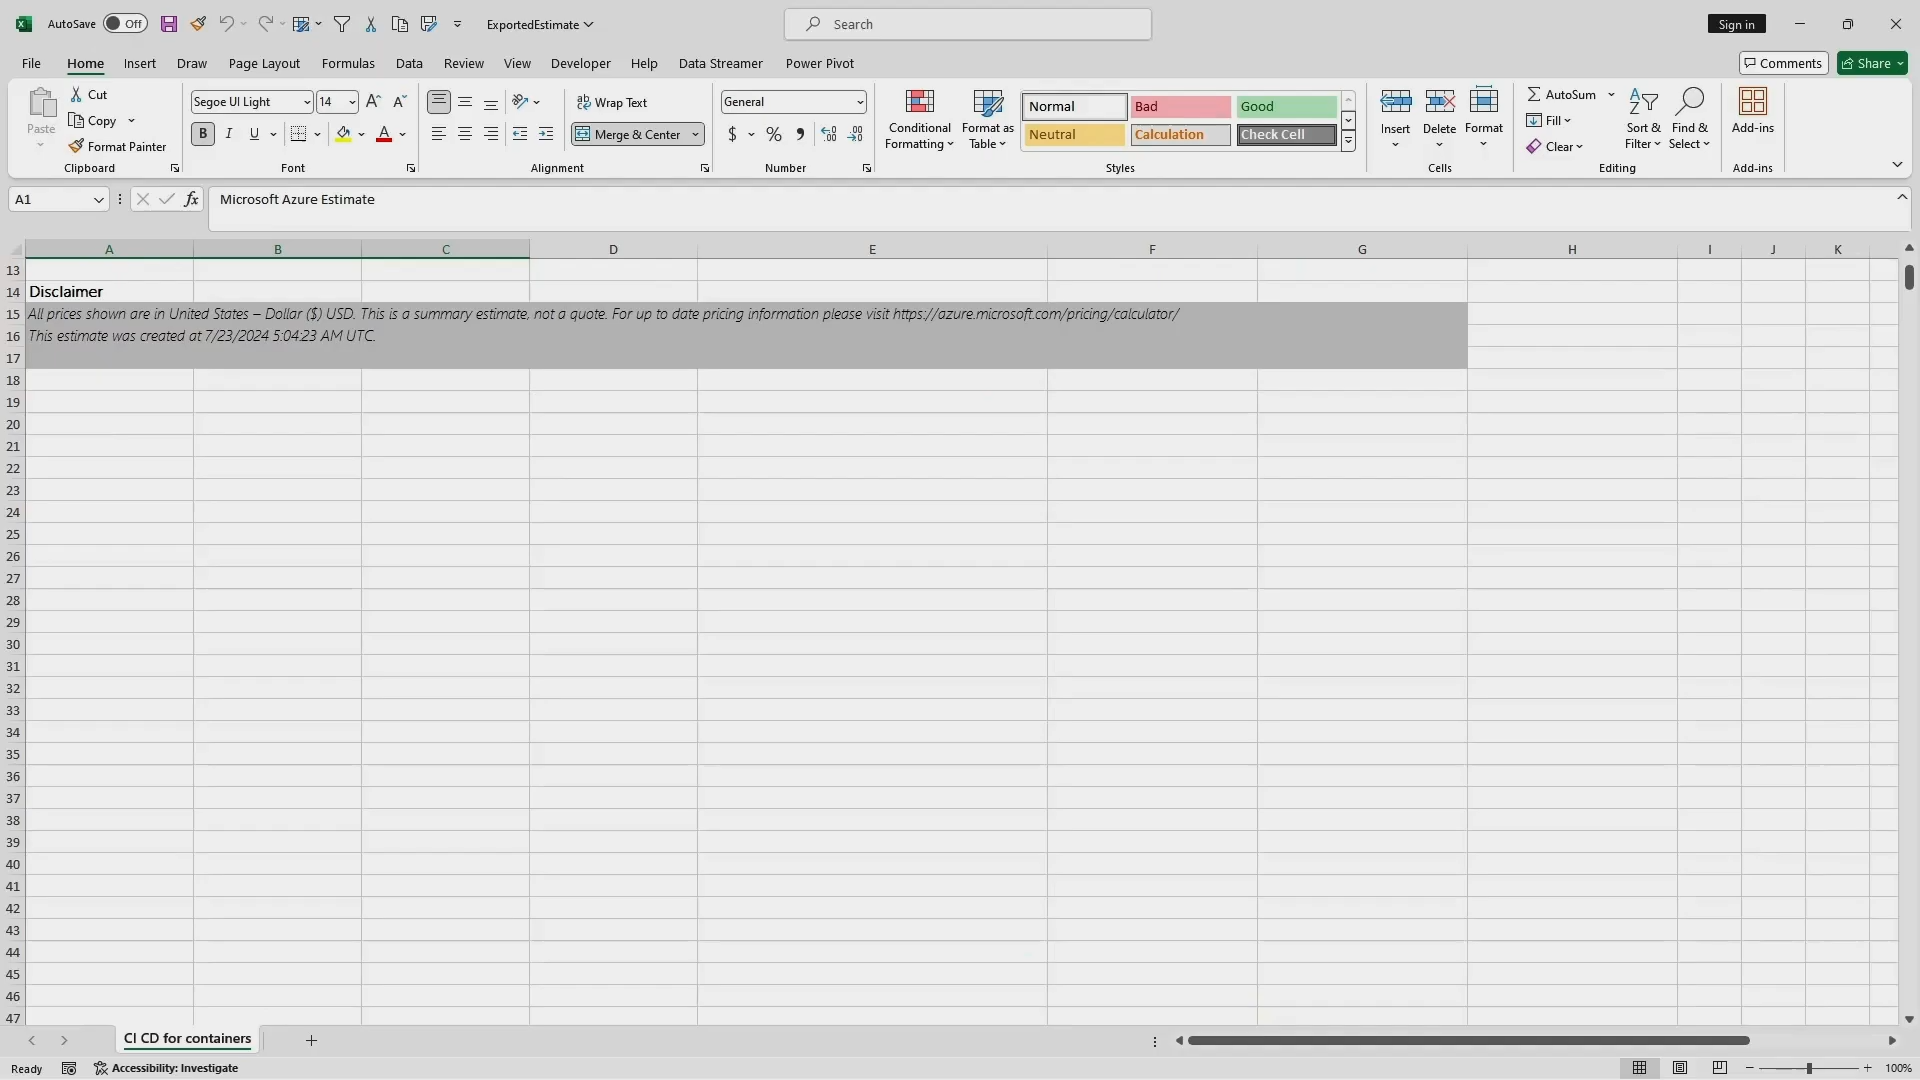 AutoSave Off ExportedEstimate Search Sign in
File Home Insert Draw Page Layout Formulas Data Review View Developer Help Data Streamer Power Pivot Comments Share
Paste Cut Copy Format Painter Clipboard
Segoe UI Light 14 B I U A Font
Wrap Text Merge & Center Alignment
General $ % Number
Conditional Formatting Format as Table Normal Bad Good Neutral Calculation Check Cell Styles
Insert Delete Format Cells
AutoSum Fill Clear Sort & Filter Find & Select Editing
Add-ins Add-ins
A1 fx Microsoft Azure Estimate
A B C D E F G H I J K
13
14 Disclaimer
15 All prices shown are in United States – Dollar ($) USD. This is a summary estimate, not a quote. For up to date pricing information please visit https://azure.microsoft.com/pricing/calculator/
16 This estimate was created at 7/23/2024 5:04:23 AM UTC.
17
18
19
20
21
22
23
24
25
26
27
28
29
30
31
32
33
34
35
36
37
38
39
40
41
42
43
44
45
46
47
CI CD for containers
Ready Accessibility: Investigate 100%